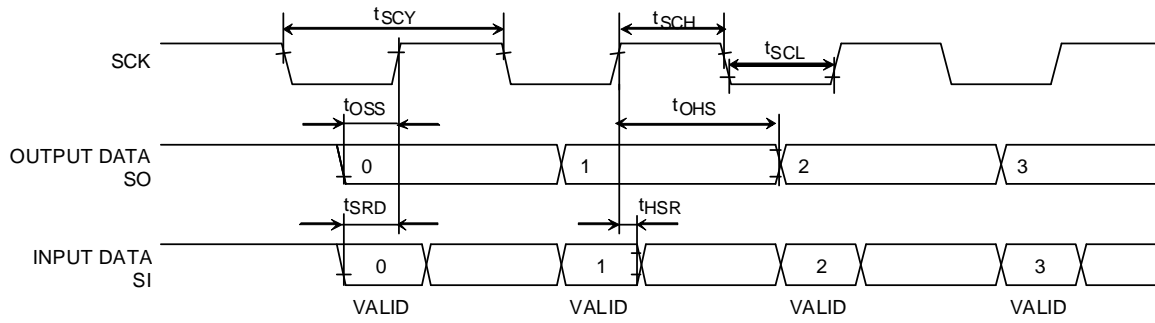 tSCY
tSCH
SCK
tSCL
tOSS
tOHS
OUTPUT DATA
SO
0 1 2 3
tSRD
tHSR
INPUT DATA
SI
0 1 2 3
VALID VALID VALID VALID